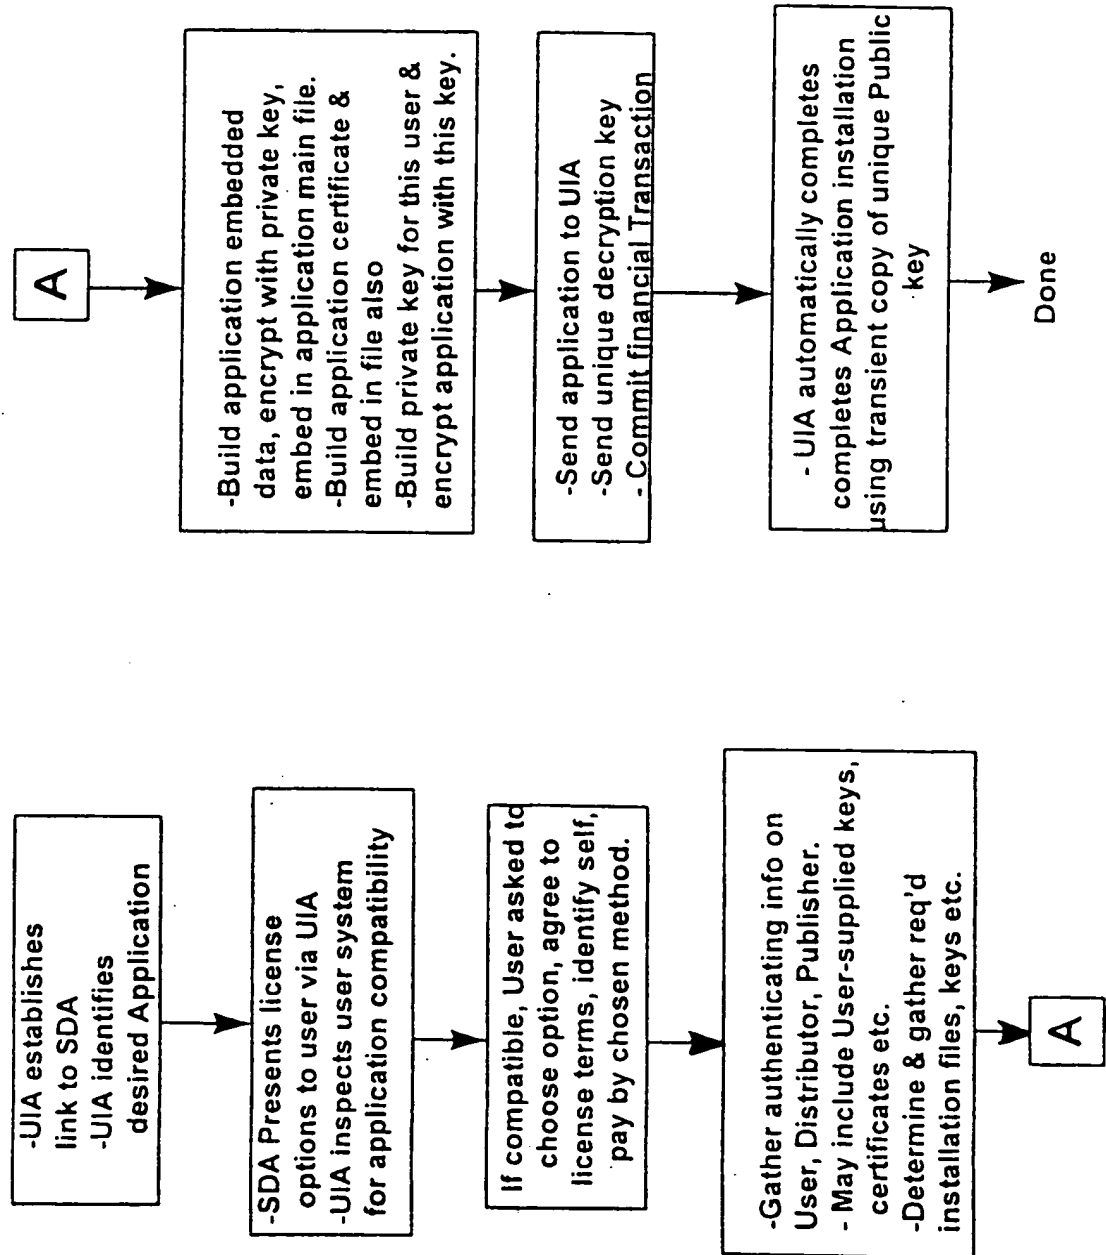 -UIA establishes
link to SDA
-UIA identifies
desired Application
-SDA Presents license
options to user via UIA
-UIA inspects user system
for application compatibility
If compatible, User asked to
choose option, agree to
license terms, identify self,
pay by chosen method.
-Gather authenticating info on
User, Distributor, Publisher.
- May include User-supplied keys,
certificates etc.
-Determine & gather req'd
installation files, keys etc.
A
A
-Build application embedded
data, encrypt with private key,
embed in application main file.
-Build application certificate &
embed in file also
-Build private key for this user &
encrypt application with this key.
-Send application to UIA
-Send unique decryption key
- Commit financial Transaction
- UIA automatically completes
completes Application installation
using transient copy of unique Public
key
Done